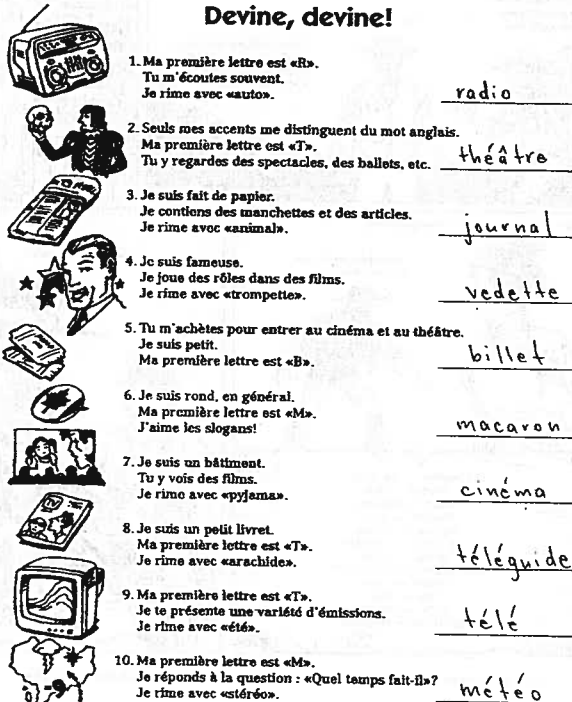 Devine, devine!
1. Ma première lettre est «R».
Tu m'écoutes souvent.
Je rime avec «auto».
radio
2. Seuls mes accents me distinguent du mot anglais.
Ma première lettre est «T».
Tu y regardes des spectacles, des ballets, etc.
théâtre
3. Je suis fait de papier.
Je contiens des manchettes et des articles.
Je rime avec «animal».
journal
4. Je suis fameuse.
Je joue des rôles dans des films.
Je rime avec «trompette».
vedette
5. Tu m'achètes pour entrer au cinéma et au théâtre.
Je suis petit.
Ma première lettre est «B».
billet
6. Je suis rond, en général.
Ma première lettre est «M».
J'aime les slogans!
macaron
7. Je suis un bâtiment.
Tu y vois des films.
Je rime avec «pyjama».
cinéma
8. Je suis un petit livret.
Ma première lettre est «T».
Je rime avec «arachide».
téléguide
TV
9. Ma première lettre est «T».
Je te présente une variété d'émissions.
Je rime avec «été».
télé
10. Ma première lettre est «M».
Je réponds à la question : «Quel temps fait-il»?
Je rime avec «stéréo».
météo